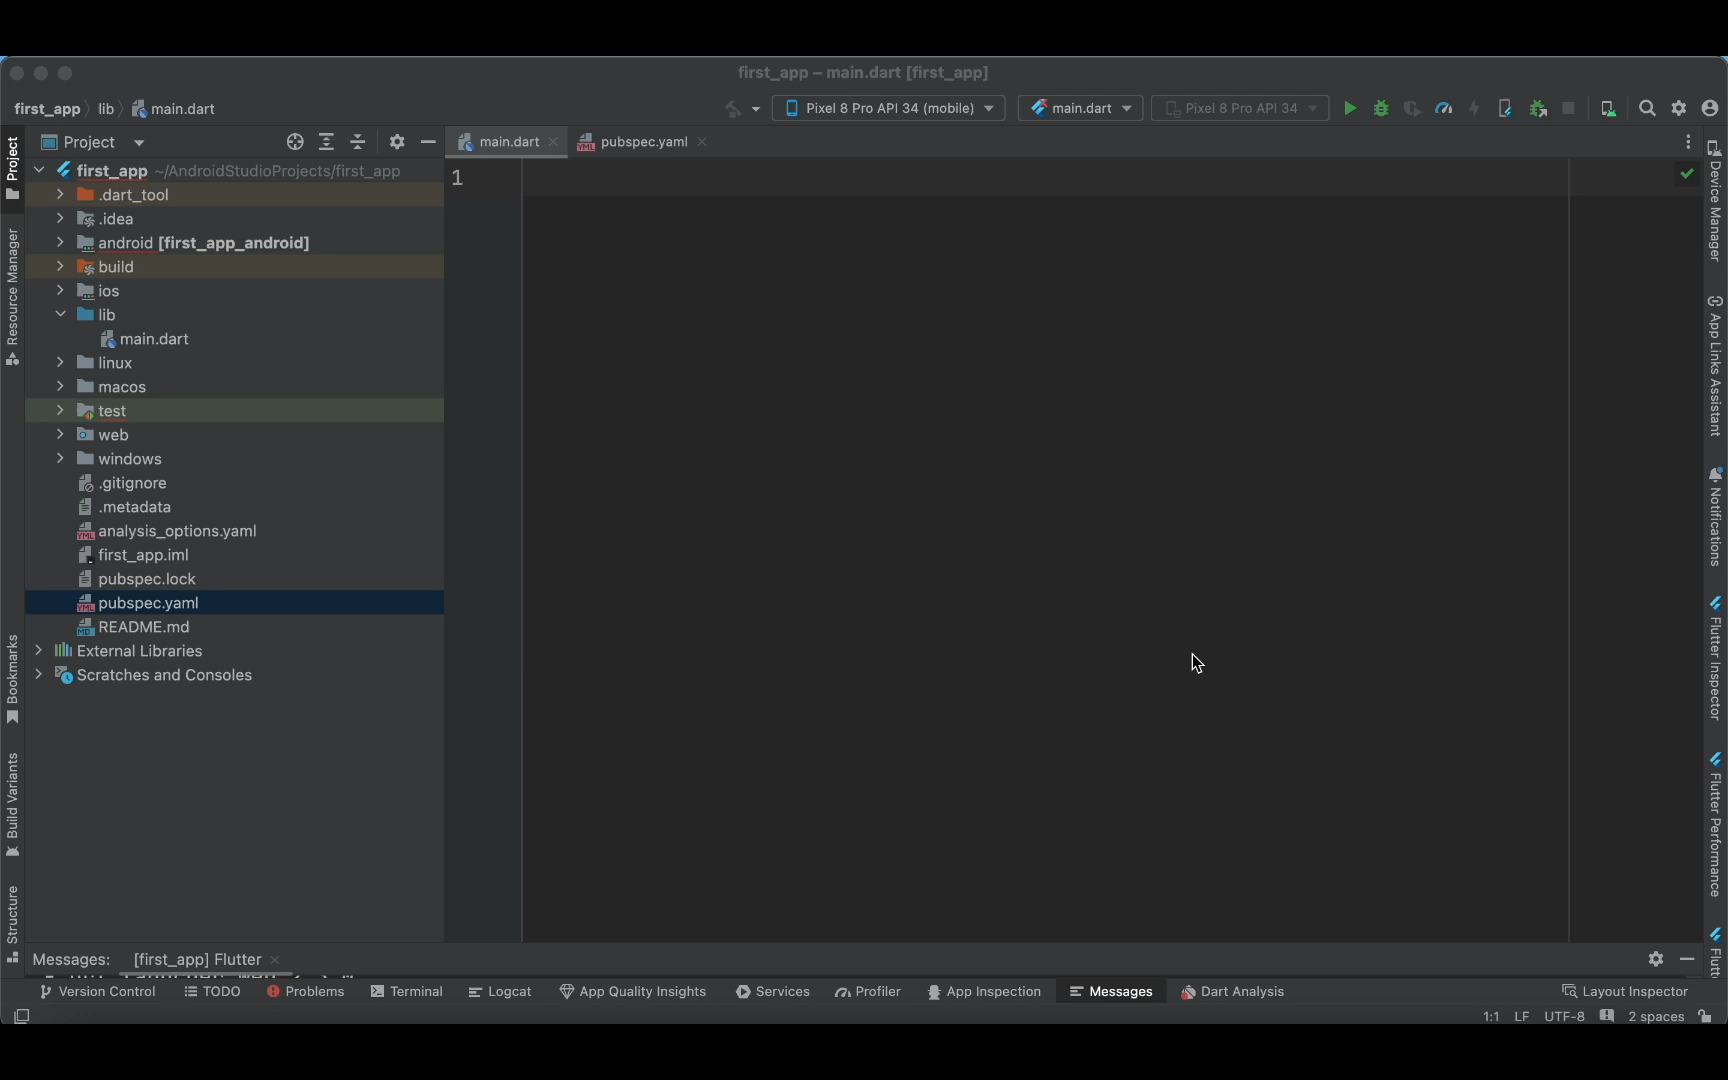 first_app – main.dart [first_app]
first_app lib main.dart
Pixel 8 Pro API 34 (mobile)
main.dart
Pixel 8 Pro API 34
Project
main.dart
pubspec.yaml
first_app ~/AndroidStudioProjects/first_app
.dart_tool
.idea
android [first_app_android]
build
ios
lib
main.dart
linux
macos
test
web
windows
.gitignore
.metadata
analysis_options.yaml
first_app.iml
pubspec.lock
pubspec.yaml
README.md
External Libraries
Scratches and Consoles
1
Project
Resource Manager
Bookmarks
Build Variants
Structure
Device Manager
App Links Assistant
Notifications
Flutter Inspector
Flutter Performance
Flutt
Messages: [first_app] Flutter
Version Control
TODO
Problems
Terminal
Logcat
App Quality Insights
Services
Profiler
App Inspection
Messages
Dart Analysis
Layout Inspector
1:1 LF UTF-8 2 spaces